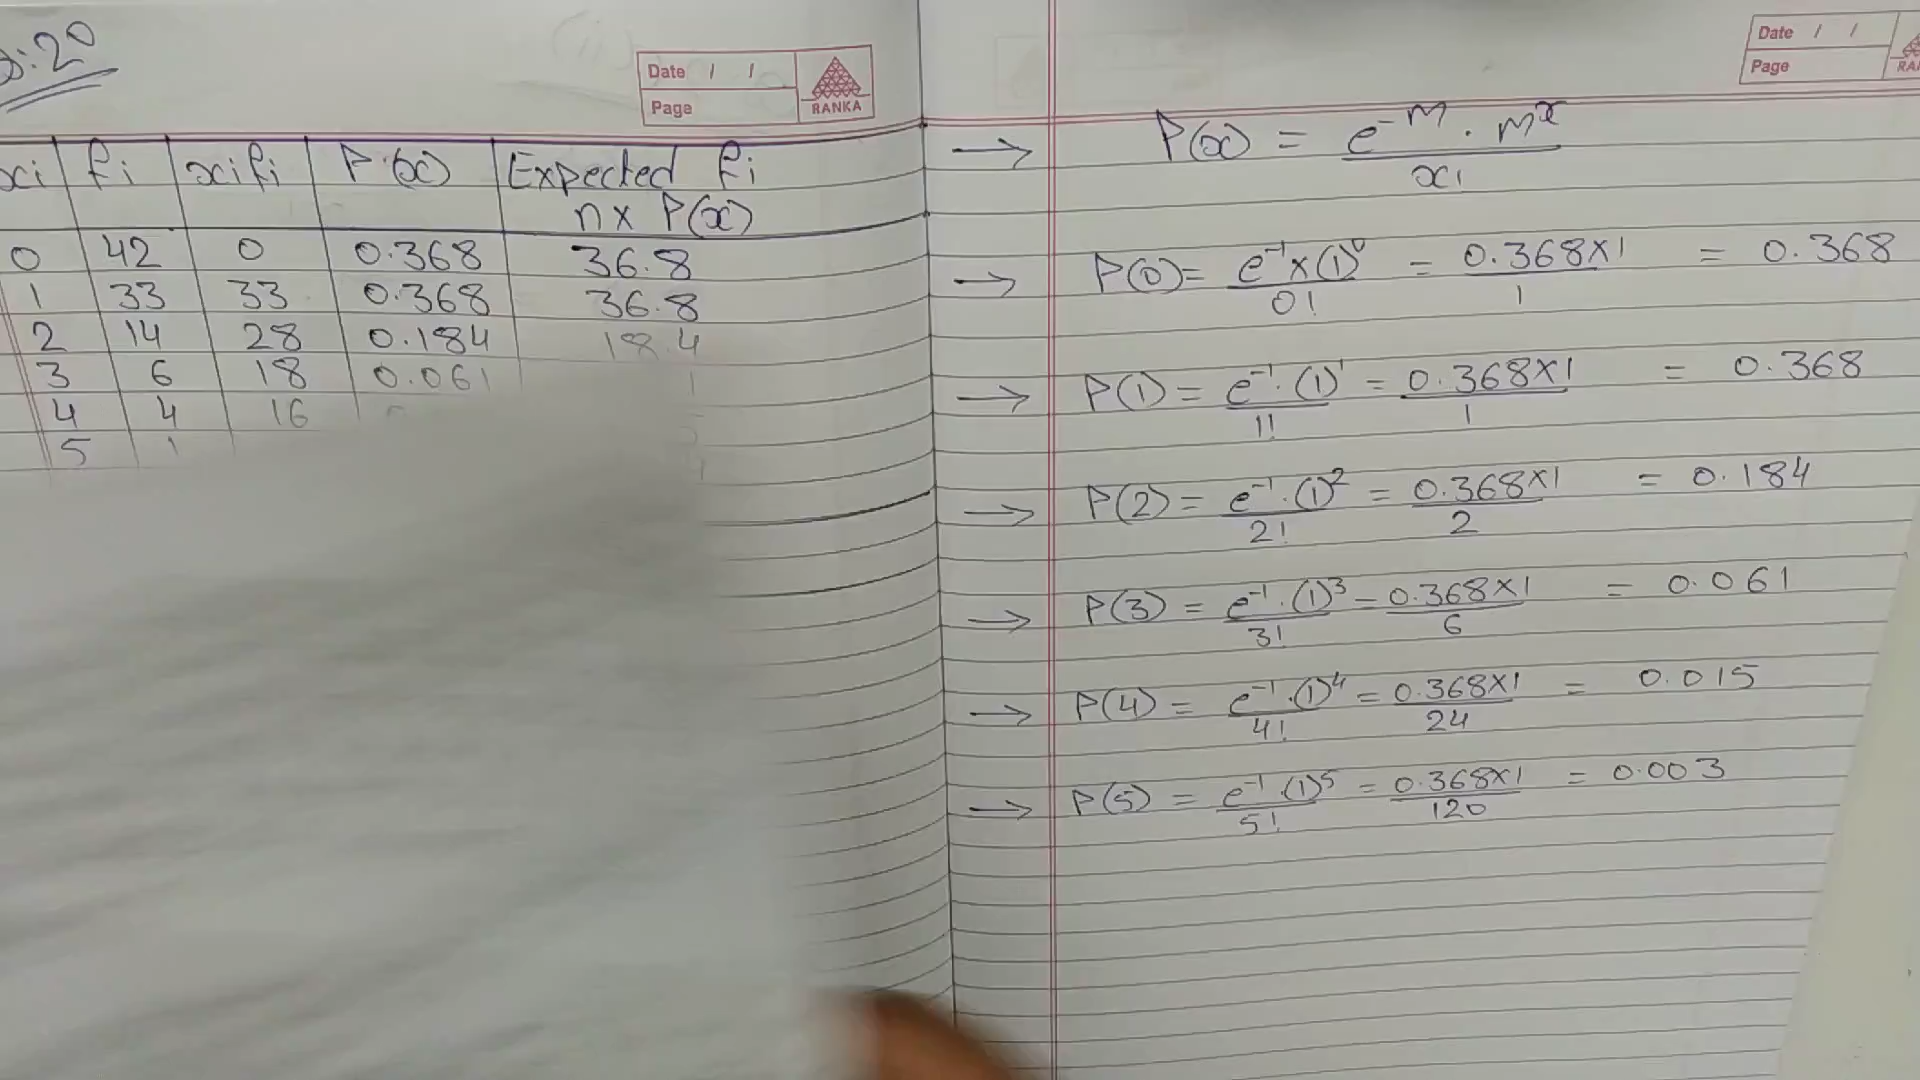 :20
Date / /
Page
RANKA
xi fi xifi P(x) Expected fi
n x P(x)
0 42 0 0.368 36.8
1 33 33 0.368 36.8
2 14 28 0.184 18.4
3 6 18 0.061
4 4 16
5 1
Date / /
Page
RA
→ P(x) = e^-m . m^x / x!
→ P(0) = e^-1 x (1)^0 / 0! = 0.368x1 / 1 = 0.368
→ P(1) = e^-1 . (1)^1 / 1! = 0.368x1 / 1 = 0.368
→ P(2) = e^-1 . (1)^2 / 2! = 0.368x1 / 2 = 0.184
→ P(3) = e^-1 . (1)^3 / 3! = 0.368x1 / 6 = 0.061
→ P(4) = e^-1 . (1)^4 / 4! = 0.368x1 / 24 = 0.015
→ P(5) = e^-1 . (1)^5 / 5! = 0.368x1 / 120 = 0.003